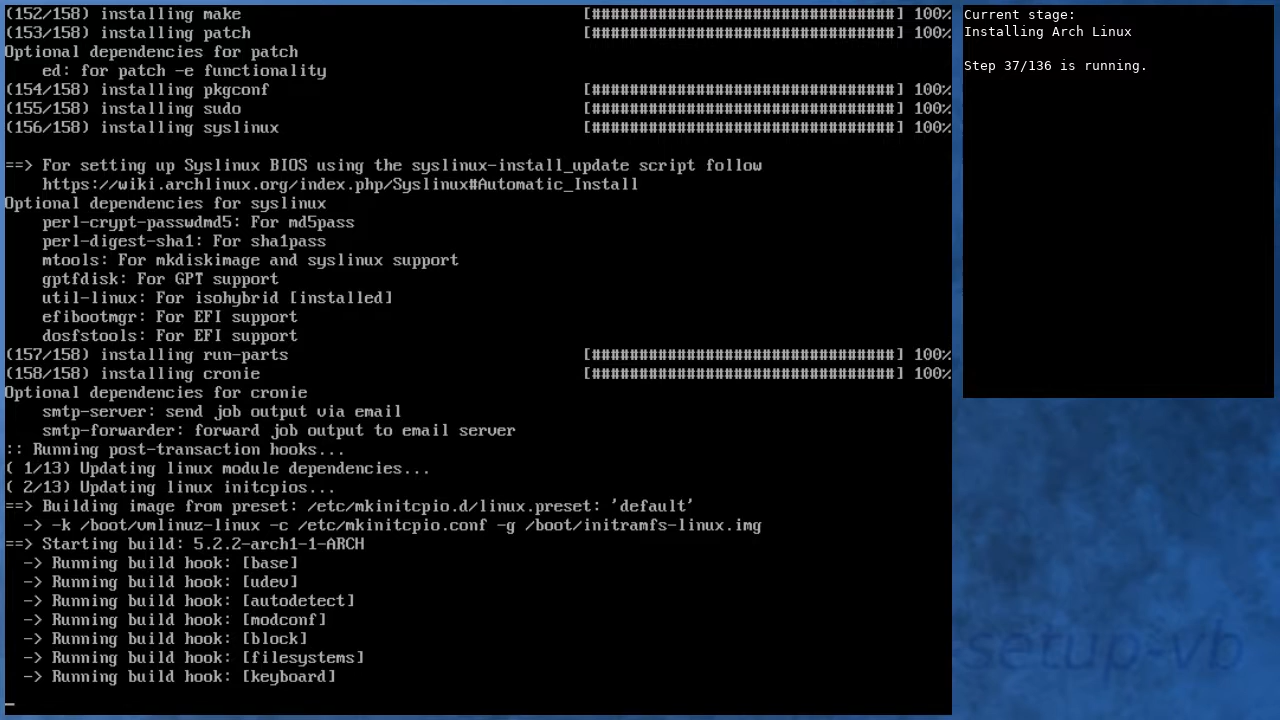 (152/158) installing make [################################] 100%
(153/158) installing patch [################################] 100%
Optional dependencies for patch
ed: for patch -e functionality
(154/158) installing pkgconf [################################] 100%
(155/158) installing sudo [################################] 100%
(156/158) installing syslinux [################################] 100%
==> For setting up Syslinux BIOS using the syslinux-install_update script follow
https://wiki.archlinux.org/index.php/Syslinux#Automatic_Install
Optional dependencies for syslinux
perl-crypt-passwdmd5: For md5pass
perl-digest-sha1: For sha1pass
mtools: For mkdiskimage and syslinux support
gptfdisk: For GPT support
util-linux: For isohybrid [installed]
efibootmgr: For EFI support
dosfstools: For EFI support
(157/158) installing run-parts [################################] 100%
(158/158) installing cronie [################################] 100%
Optional dependencies for cronie
smtp-server: send job output via email
smtp-forwarder: forward job output to email server
:: Running post-transaction hooks...
( 1/13) Updating linux module dependencies...
( 2/13) Updating linux initcpios...
==> Building image from preset: /etc/mkinitcpio.d/linux.preset: 'default'
-> -k /boot/vmlinuz-linux -c /etc/mkinitcpio.conf -g /boot/initramfs-linux.img
==> Starting build: 5.2.2-arch1-1-ARCH
-> Running build hook: [base]
-> Running build hook: [udev]
-> Running build hook: [autodetect]
-> Running build hook: [modconf]
-> Running build hook: [block]
-> Running build hook: [filesystems]
-> Running build hook: [keyboard]
_
Current stage:
Installing Arch Linux
Step 37/136 is running.
setup-vb